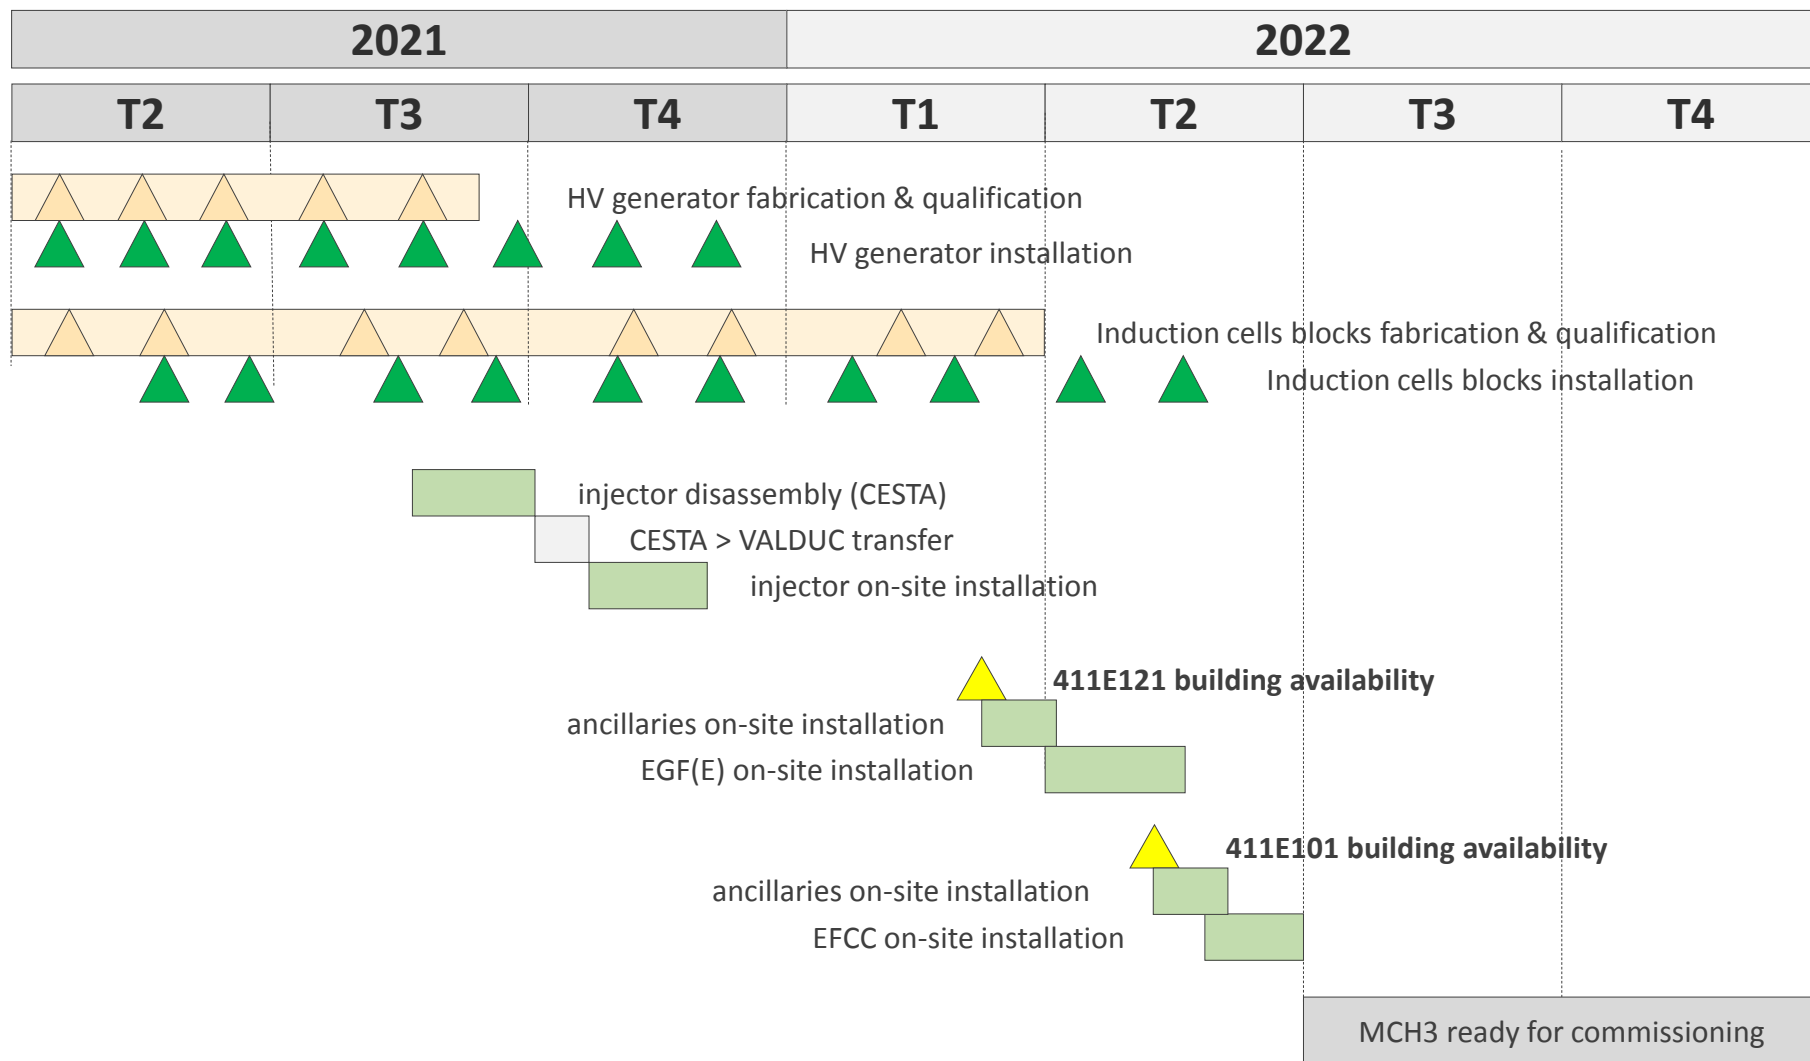 2021 2022
T2 T3 T4 T1 T2 T3 T4
HV generator fabrication & qualification
HV generator installation
Induction cells blocks fabrication & qualification
Induction cells blocks installation
injector disassembly (CESTA)
CESTA > VALDUC transfer
injector on-site installation
411E121 building availability
ancillaries on-site installation
EGF(E) on-site installation
411E101 building availability
ancillaries on-site installation
EFCC on-site installation
MCH3 ready for commissioning